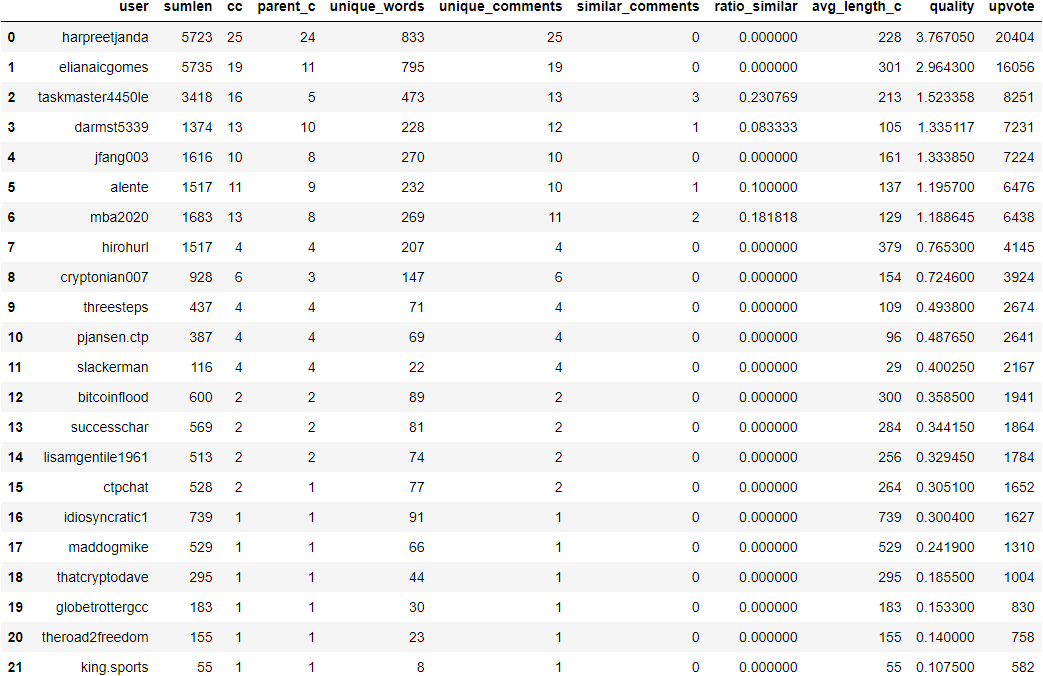 user sumlen cc parent_c unique_words unique_comments similar_comments ratio_similar avg_length_c quality upvote
0 harpreetjanda 5723 25 24 833 25 0 0.000000 228 3.767050 20404
1 elianaicgomes 5735 19 11 795 19 0 0.000000 301 2.964300 16056
2 taskmaster4450le 3418 16 5 473 13 3 0.230769 213 1.523358 8251
3 darmst5339 1374 13 10 228 12 1 0.083333 105 1.335117 7231
4 jfang003 1616 10 8 270 10 0 0.000000 161 1.333850 7224
5 alente 1517 11 9 232 10 1 0.100000 137 1.195700 6476
6 mba2020 1683 13 8 269 11 2 0.181818 129 1.188645 6438
7 hirohurl 1517 4 4 207 4 0 0.000000 379 0.765300 4145
8 cryptonian007 928 6 3 147 6 0 0.000000 154 0.724600 3924
9 threesteps 437 4 4 71 4 0 0.000000 109 0.493800 2674
10 pjansen.ctp 387 4 4 69 4 0 0.000000 96 0.487650 2641
11 slackerman 116 4 4 22 4 0 0.000000 29 0.400250 2167
12 bitcoinflood 600 2 2 89 2 0 0.000000 300 0.358500 1941
13 successchar 569 2 2 81 2 0 0.000000 284 0.344150 1864
14 lisamgentile1961 513 2 2 74 2 0 0.000000 256 0.329450 1784
15 ctpchat 528 2 1 77 2 0 0.000000 264 0.305100 1652
16 idiosyncratic1 739 1 1 91 1 0 0.000000 739 0.300400 1627
17 maddogmike 529 1 1 66 1 0 0.000000 529 0.241900 1310
18 thatcryptodave 295 1 1 44 1 0 0.000000 295 0.185500 1004
19 globetrottergcc 183 1 1 30 1 0 0.000000 183 0.153300 830
20 theroad2freedom 155 1 1 23 1 0 0.000000 155 0.140000 758
21 king.sports 55 1 1 8 1 0 0.000000 55 0.107500 582